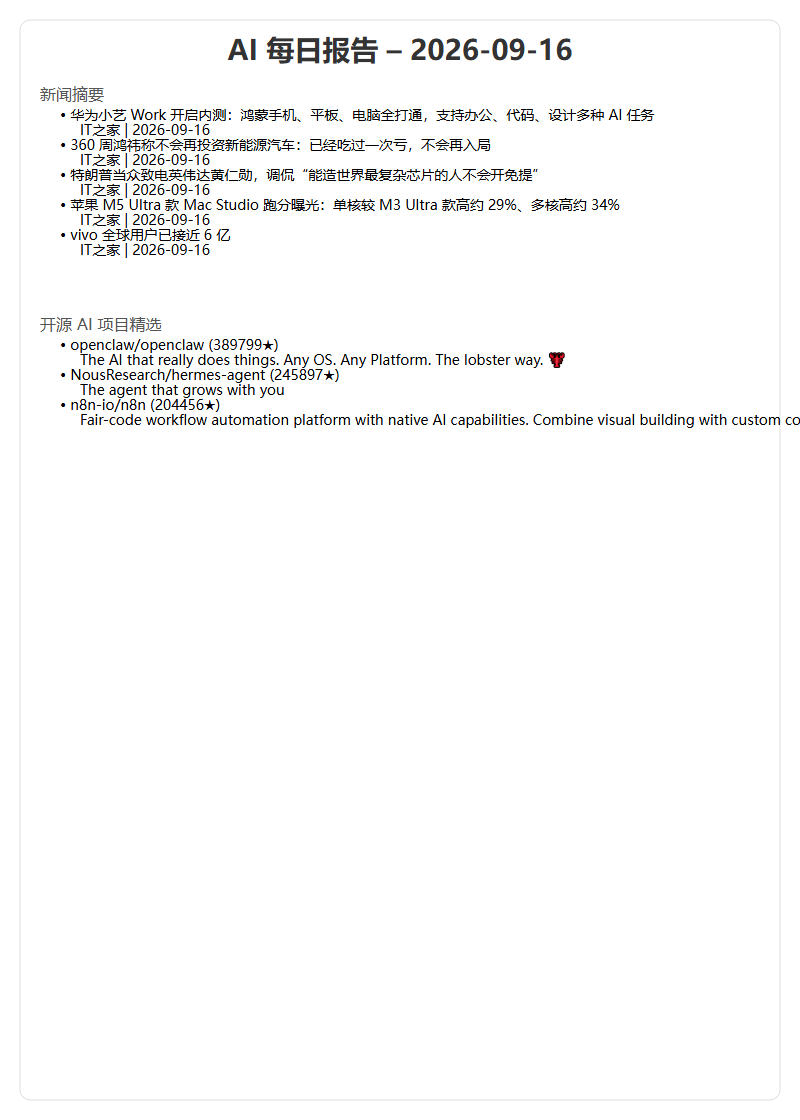 AI 每日报告 – 2026-09-16
新闻摘要
• 华为小艺 Work 开启内测：鸿蒙手机、平板、电脑全打通，支持办公、代码、设计多种 AI 任务
IT之家 | 2026-09-16
• 360 周鸿祎称不会再投资新能源汽车：已经吃过一次亏，不会再入局
IT之家 | 2026-09-16
• 特朗普当众致电英伟达黄仁勋，调侃“能造世界最复杂芯片的人不会开免提”
IT之家 | 2026-09-16
• 苹果 M5 Ultra 款 Mac Studio 跑分曝光：单核较 M3 Ultra 款高约 29%、多核高约 34%
IT之家 | 2026-09-16
• vivo 全球用户已接近 6 亿
IT之家 | 2026-09-16
开源 AI 项目精选
• openclaw/openclaw (389799★)
The AI that really does things. Any OS. Any Platform. The lobster way. 🦞
• NousResearch/hermes-agent (245897★)
The agent that grows with you
• n8n-io/n8n (204456★)
Fair-code workflow automation platform with native AI capabilities. Combine visual building with custom co